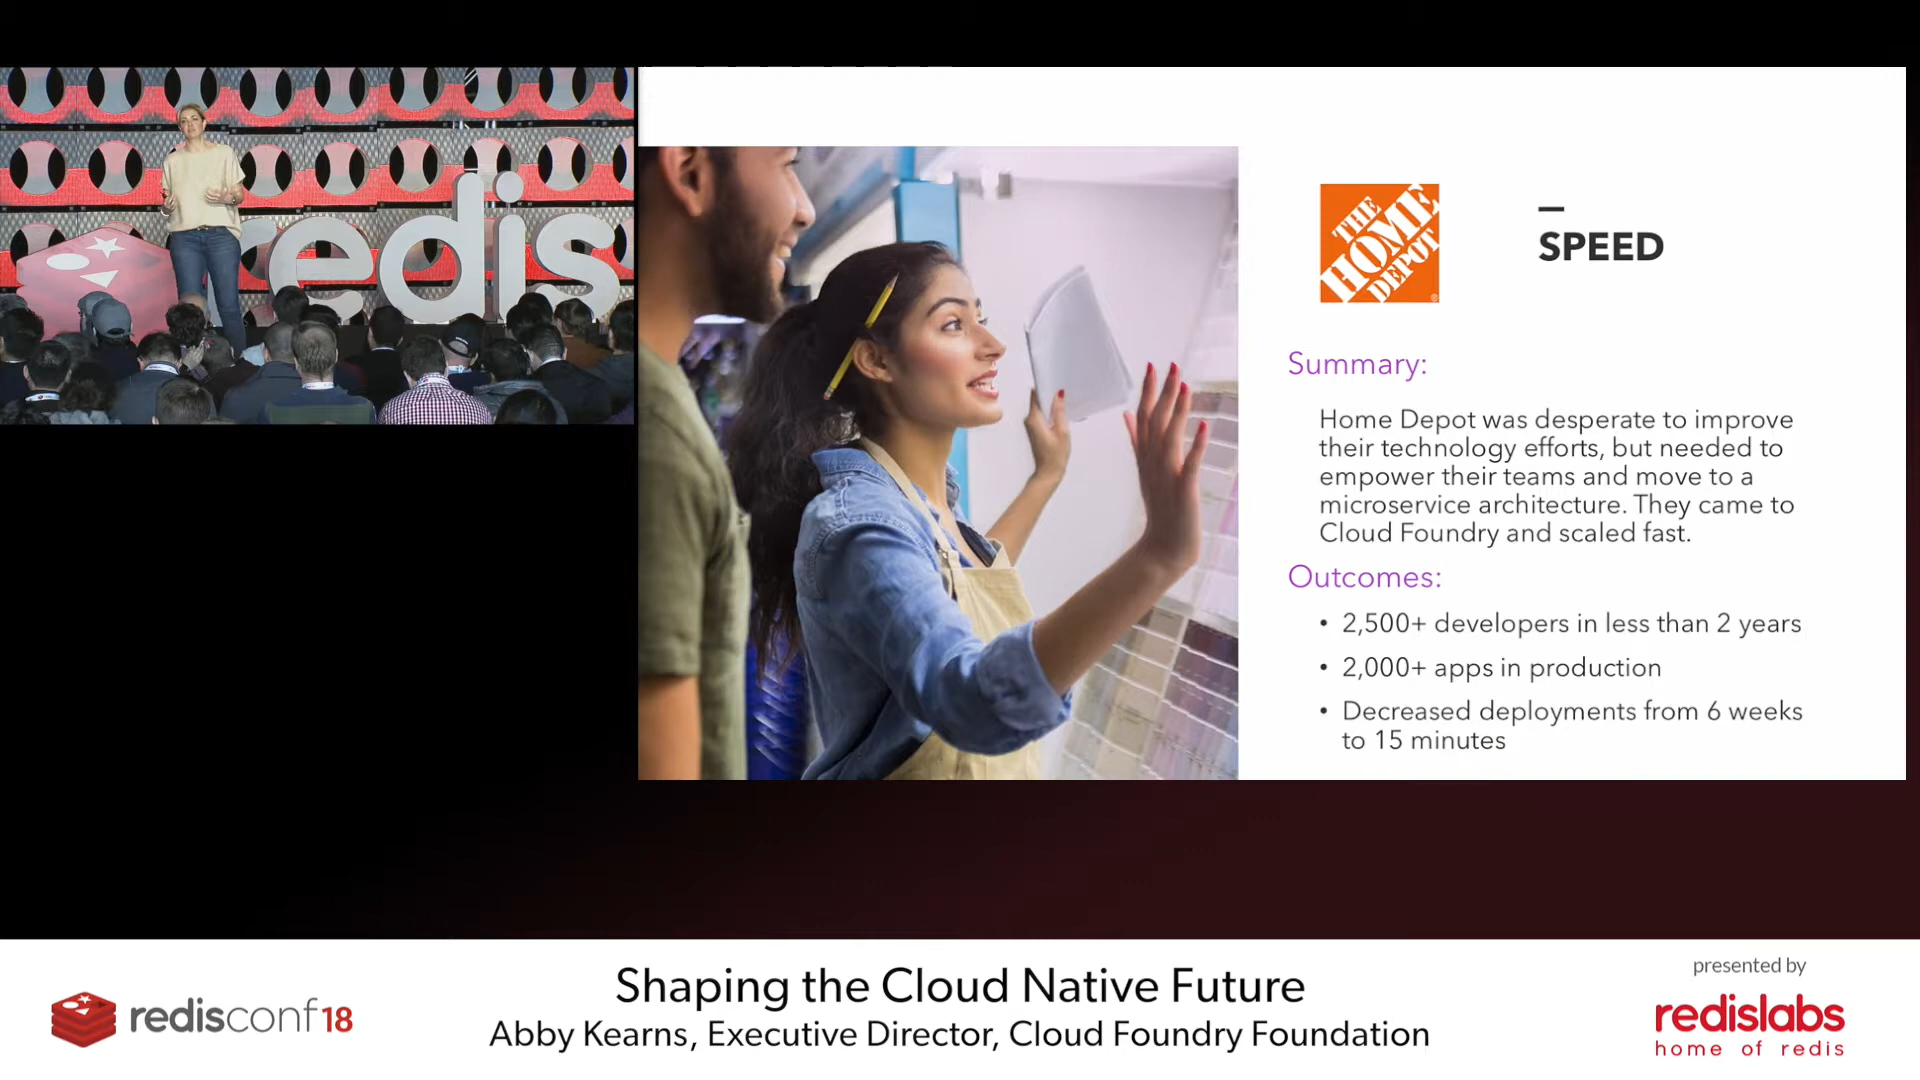 redis
THE
HOME
DEPOT
SPEED
Summary:
Home Depot was desperate to improve
their technology efforts, but needed to
empower their teams and move to a
microservice architecture. They came to
Cloud Foundry and scaled fast.
Outcomes:
• 2,500+ developers in less than 2 years
• 2,000+ apps in production
• Decreased deployments from 6 weeks
to 15 minutes
redisconf18
Shaping the Cloud Native Future
Abby Kearns, Executive Director, Cloud Foundry Foundation
presented by
redislabs
home of redis